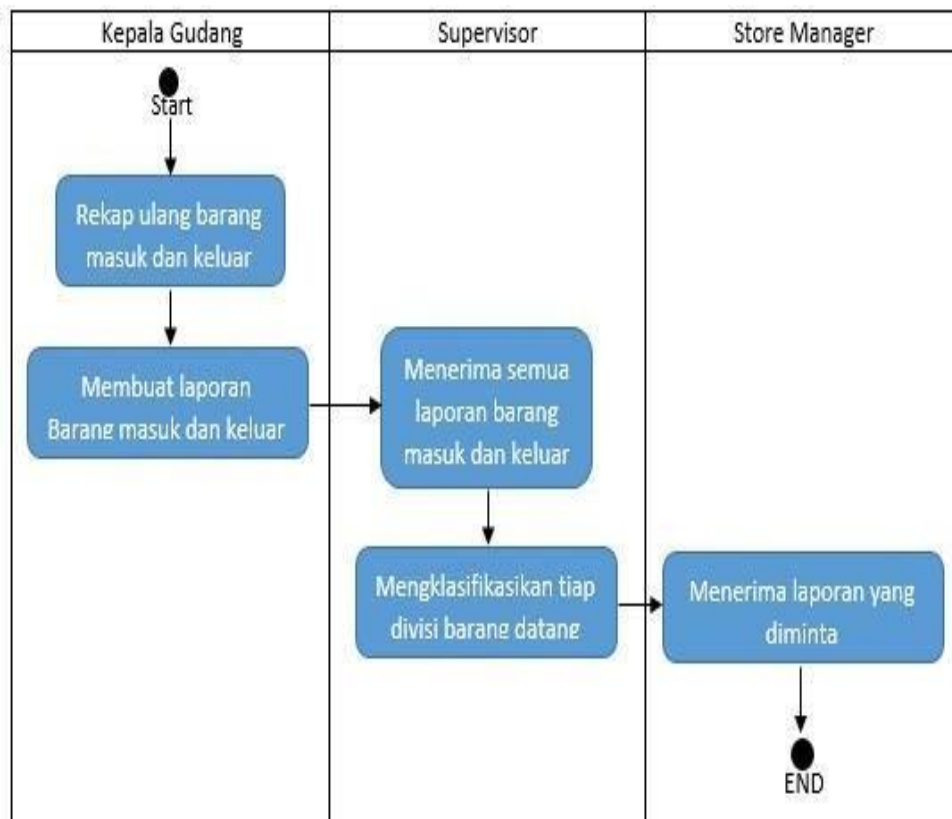 Kepala Gudang
Supervisor
Store Manager
Start
Rekap ulang barang
masuk dan keluar
Membuat laporan
Barang masuk dan keluar
Menerima semua
laporan barang
masuk dan keluar
Mengklasifikasikan tiap
divisi barang datang
Menerima laporan yang
diminta
END